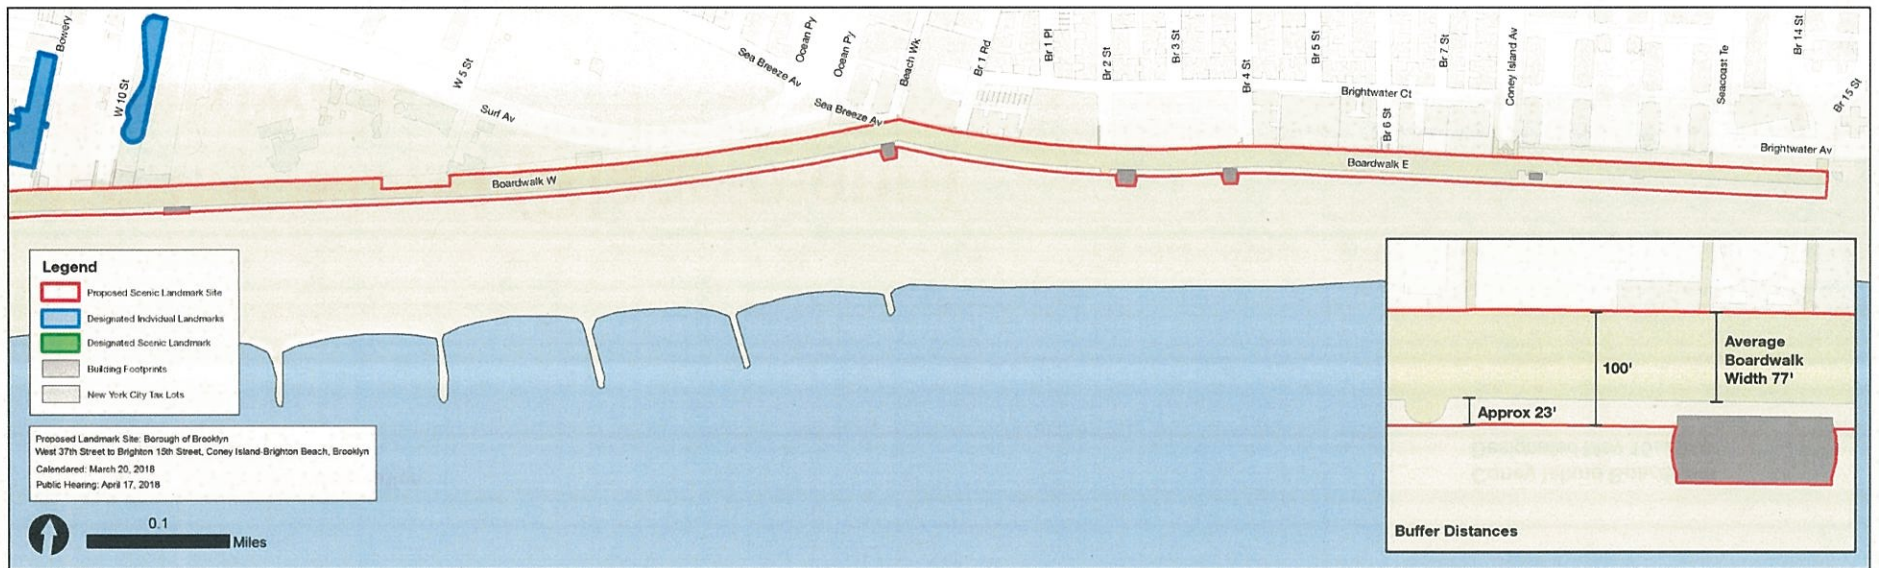 Bowery
W 10 St
W 5 St
Surf Av
Sea Breeze Av
Ocean Py
Ocean Py
Sea Breeze Av
Beach Wk
Br 1 Rd
Br 1 Pl
Br 2 St
Br 3 St
Br 4 St
Br 5 St
Brightwater Ct
Br 6 St
Br 7 St
Coney Island Av
Seacoast Te
Br 14 St
Br 15 St
Brightwater Av
Boardwalk W
Boardwalk E
Legend
Proposed Scenic Landmark Site
Designated Individual Landmarks
Designated Scenic Landmark
Building Footprints
New York City Tax Lots
Proposed Landmark Site: Borough of Brooklyn
West 37th Street to Brighton 15th Street, Coney Island-Brighton Beach, Brooklyn
Calendared: March 20, 2018
Public Hearing: April 17, 2018
0.1
Miles
100'
Average
Boardwalk
Width 77'
Approx 23'
Buffer Distances